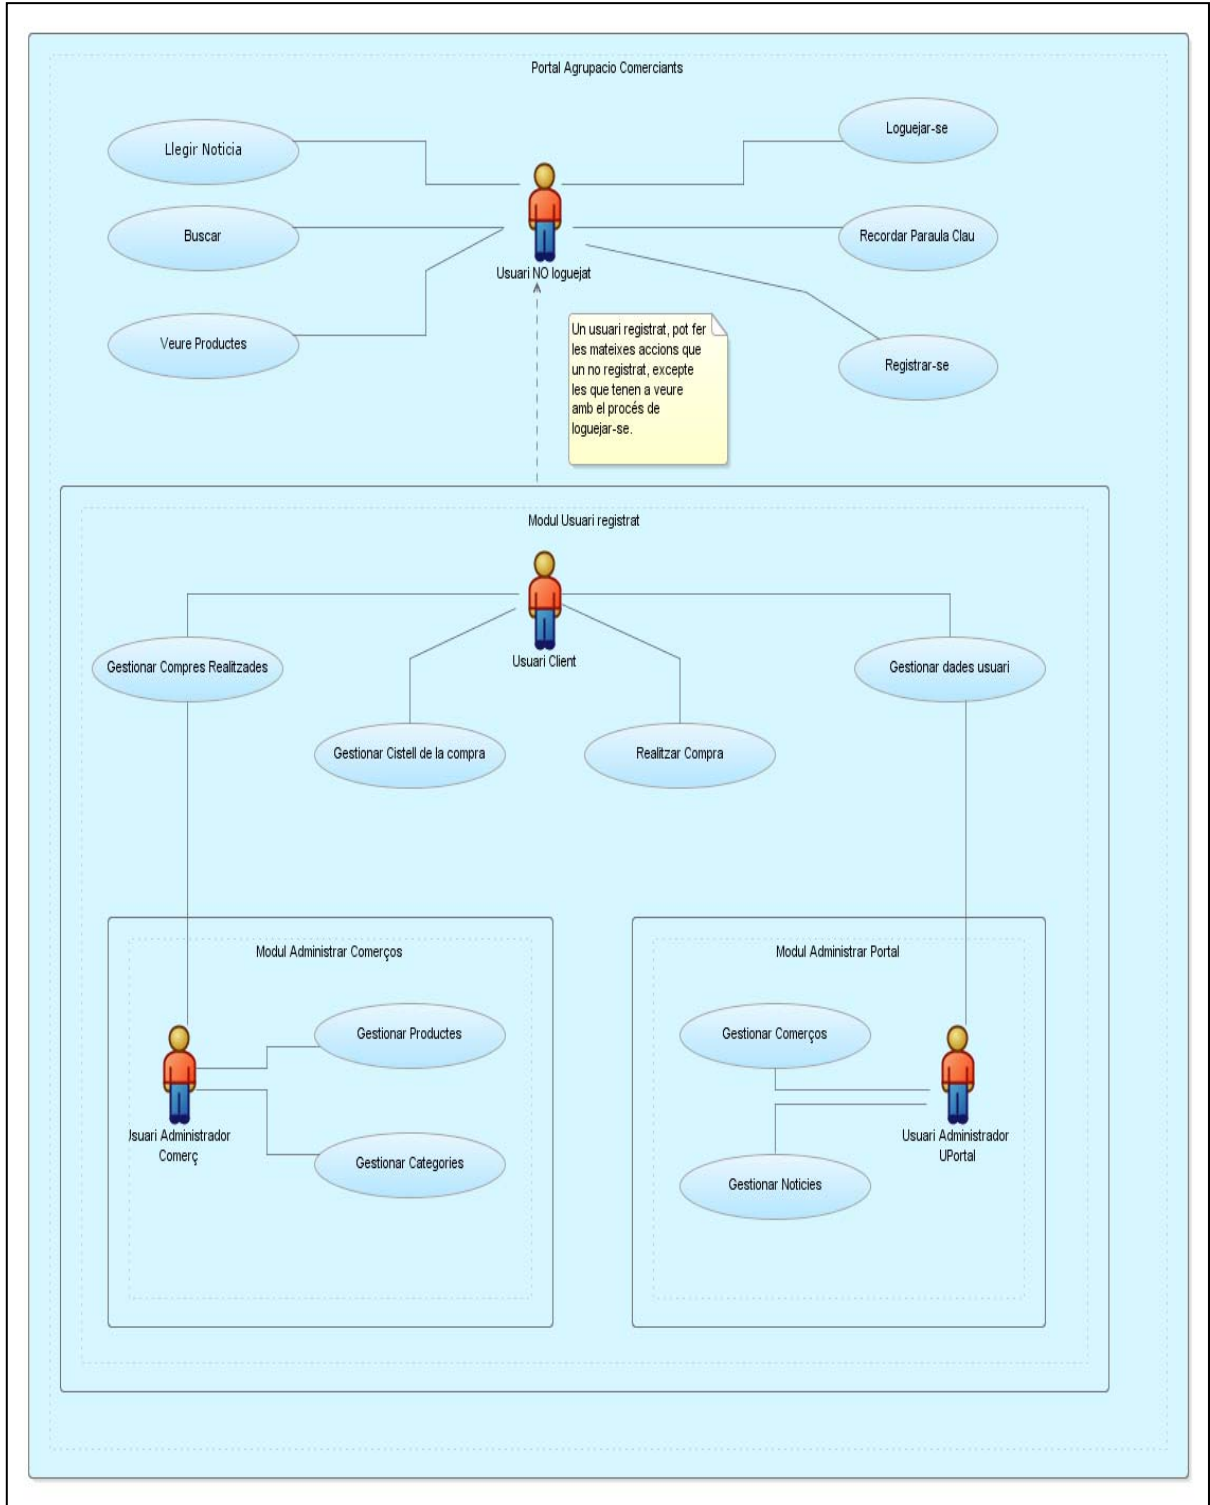 Portal Agrupacio Comerciants
Llegir Noticia
Loguejar-se
Buscar
Recordar Paraula Clau
Usuari NO loguejat
Veure Productes
Registrar-se
Un usuari registrat, pot fer
les mateixes accions que
un no registrat, excepte
les que tenen a veure
amb el procés de
loguejar-se.
Modul Usuari registrat
Usuari Client
Gestionar Compres Realitzades
Gestionar dades usuari
Gestionar Cistell de la compra
Realitzar Compra
Modul Administrar Comerços
Modul Administrar Portal
Gestionar Productes
Gestionar Comerços
Usuari Administrador
Comerç
Usuari Administrador
UPortal
Gestionar Categories
Gestionar Noticies